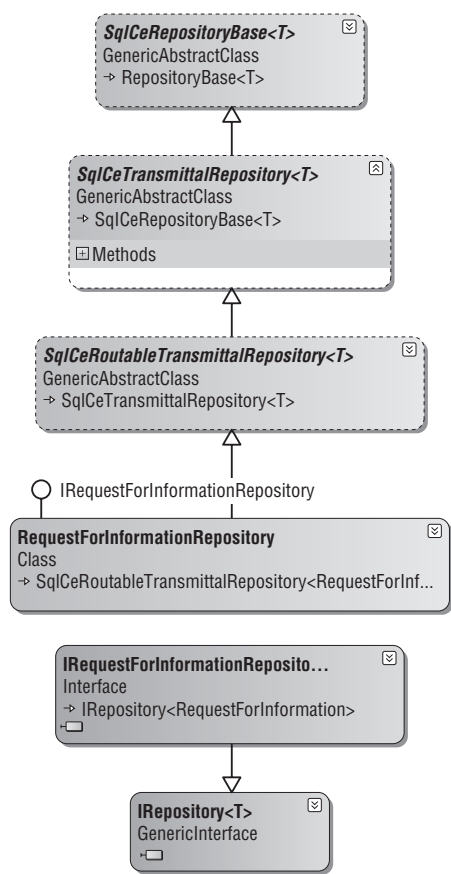 SqlCeRepositoryBase<T>
GenericAbstractClass
RepositoryBase<T>
SqlCeTransmittalRepository<T>
GenericAbstractClass
SqlCeRepositoryBase<T>
Methods
SqlCeRoutableTransmittalRepository<T>
GenericAbstractClass
SqlCeTransmittalRepository<T>
IRequestForInformationRepository
RequestForInformationRepository
Class
SqlCeRoutableTransmittalRepository<RequestForInf...
IRequestForInformationReposito...
Interface
IRepository<RequestForInformation>
IRepository<T>
GenericInterface